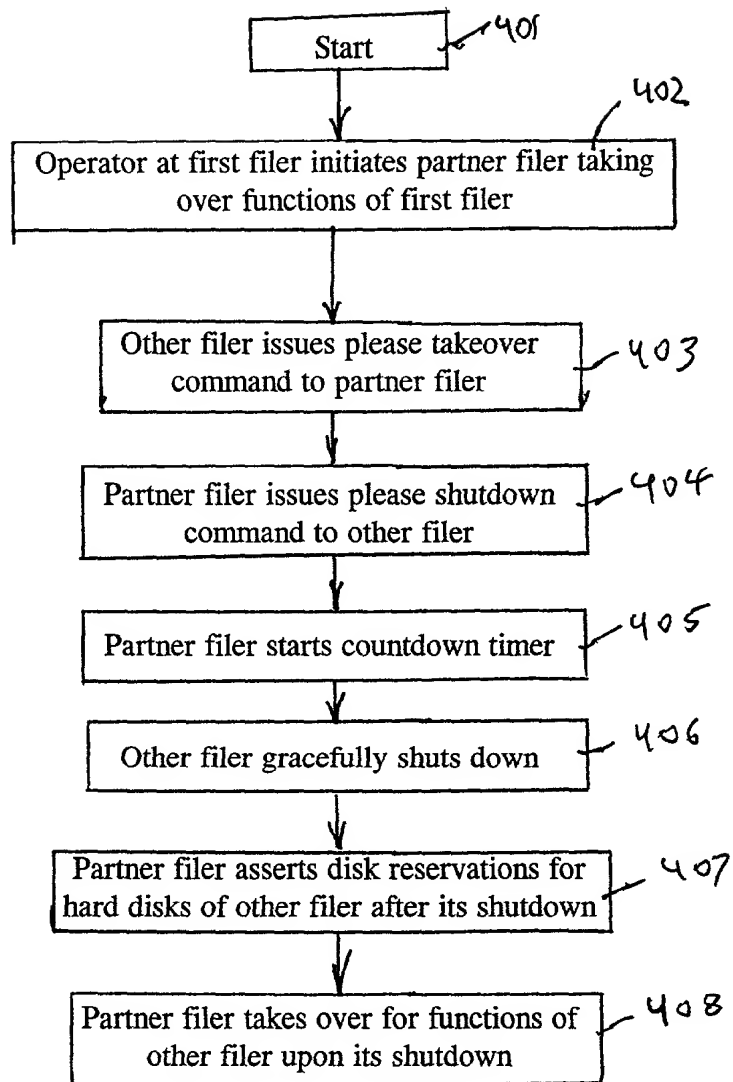 Start
401
402
Operator at first filer initiates partner filer taking
over functions of first filer
Other filer issues please takeover
command to partner filer
403
Partner filer issues please shutdown
command to other filer
404
Partner filer starts countdown timer
405
Other filer gracefully shuts down
406
Partner filer asserts disk reservations for
hard disks of other filer after its shutdown
407
Partner filer takes over for functions of
other filer upon its shutdown
408